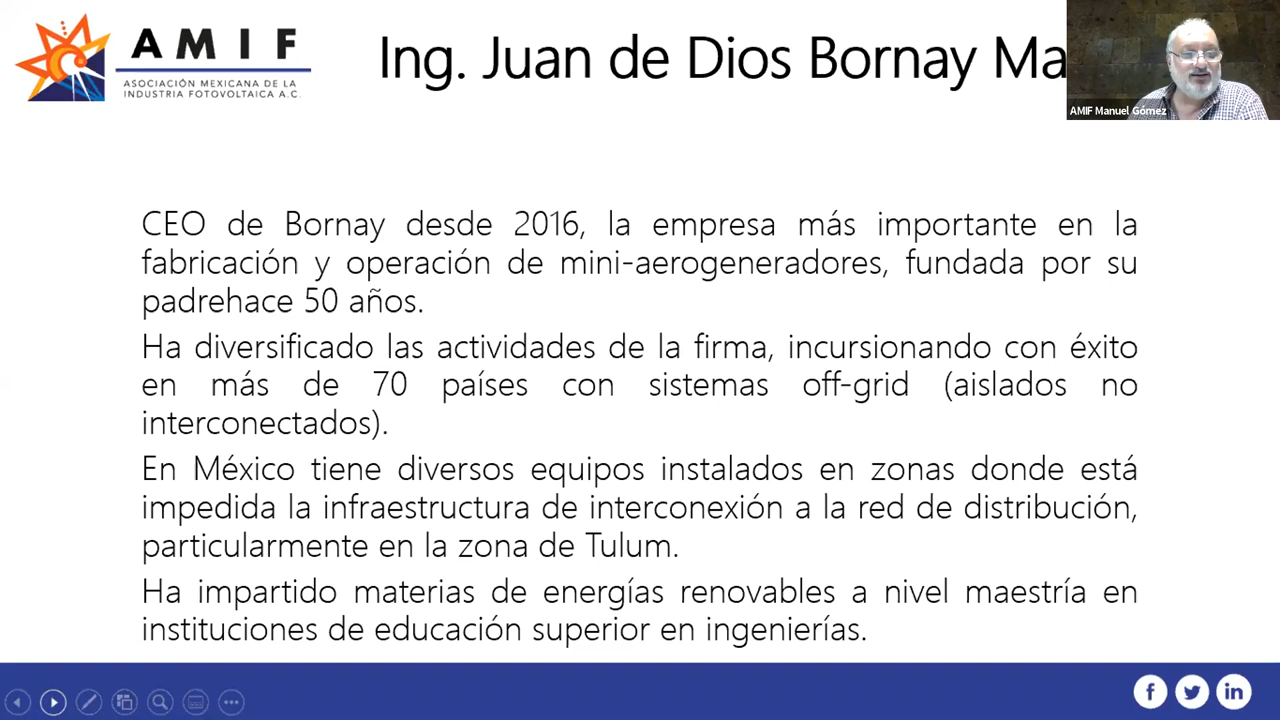 AMIF
ASOCIACIÓN MEXICANA DE LA
INDUSTRIA FOTOVOLTAICA A.C.
Ing. Juan de Dios Bornay Ma
AMIF Manuel Gómez
CEO de Bornay desde 2016, la empresa más importante en la
fabricación y operación de mini-aerogeneradores, fundada por su
padrehace 50 años.
Ha diversificado las actividades de la firma, incursionando con éxito
en más de 70 países con sistemas off-grid (aislados no
interconectados).
En México tiene diversos equipos instalados en zonas donde está
impedida la infraestructura de interconexión a la red de distribución,
particularmente en la zona de Tulum.
Ha impartido materias de energías renovables a nivel maestría en
instituciones de educación superior en ingenierías.